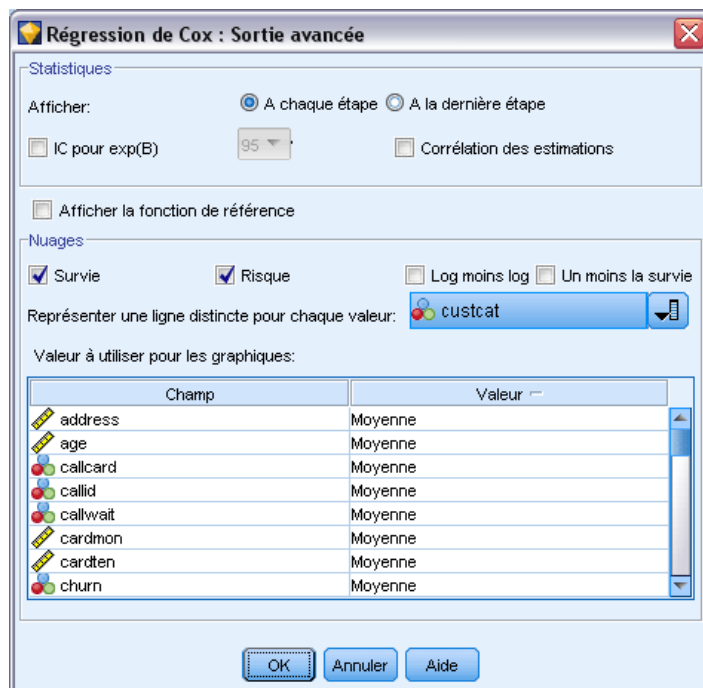 Régression de Cox : Sortie avancée
Statistiques
Afficher: A chaque étape A la dernière étape
IC pour exp(B) 95 Corrélation des estimations
Afficher la fonction de référence
Nuages
Survie Risque Log moins log Un moins la survie
Représenter une ligne distincte pour chaque valeur: custcat
Valeur à utiliser pour les graphiques:
Champ Valeur
address Moyenne
age Moyenne
callcard Moyenne
callid Moyenne
callwait Moyenne
cardmon Moyenne
cardten Moyenne
churn Moyenne
OK Annuler Aide